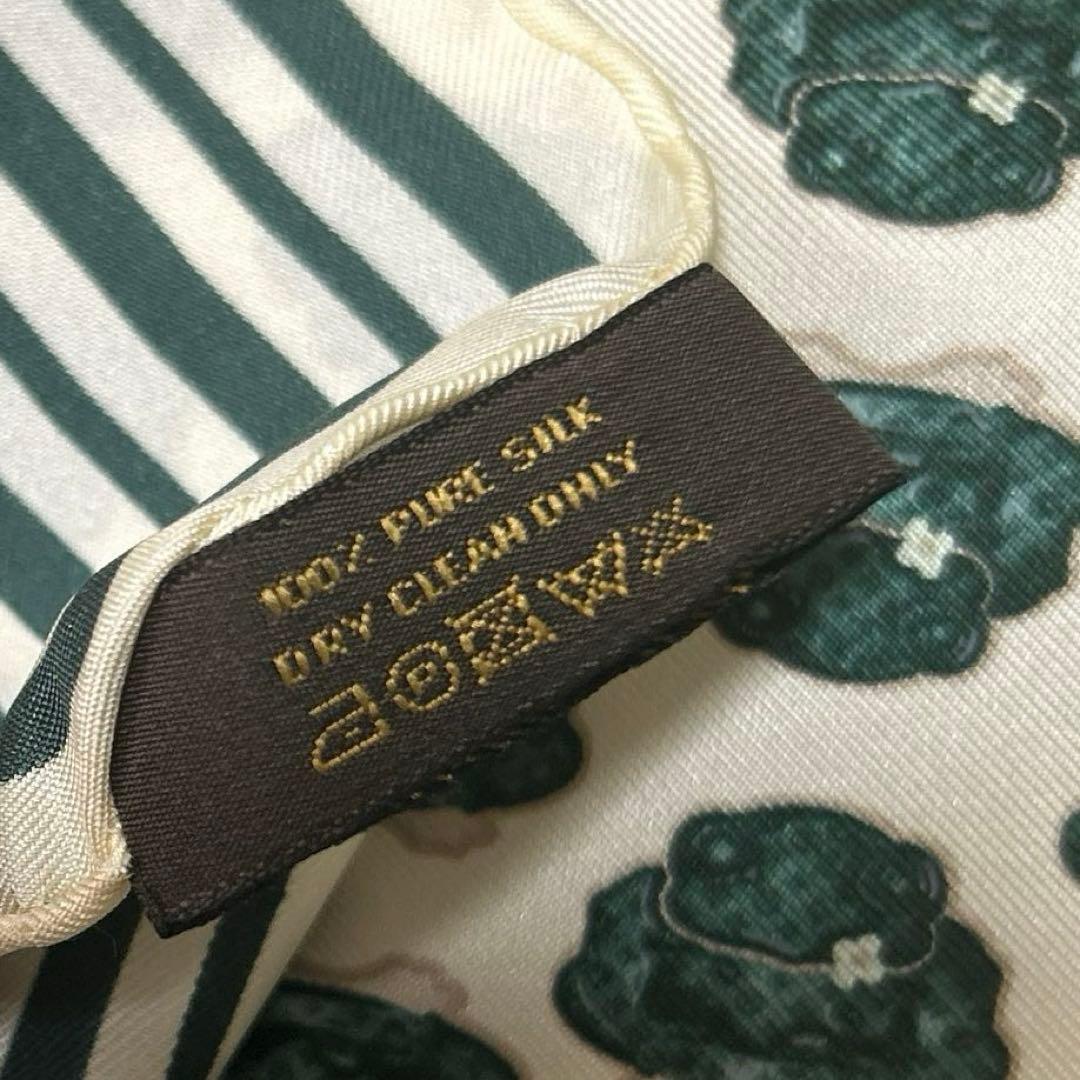 100% PURE SILK
DRY CLEAN ONLY
P